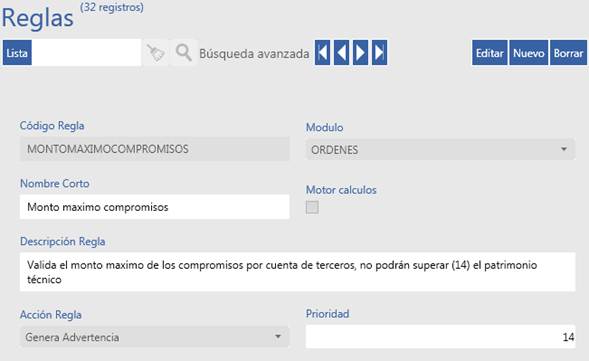 Reglas (32 registros)
Lista Búsqueda avanzada Editar Nuevo Borrar
Código Regla Modulo
MONTOMAXIMOCOMPROMISOS ORDENES
Nombre Corto Motor calculos
Monto maximo compromisos
Descripción Regla
Valida el monto maximo de los compromisos por cuenta de terceros, no podrán superar (14) el patrimonio
técnico
Acción Regla Prioridad
Genera Advertencia 14